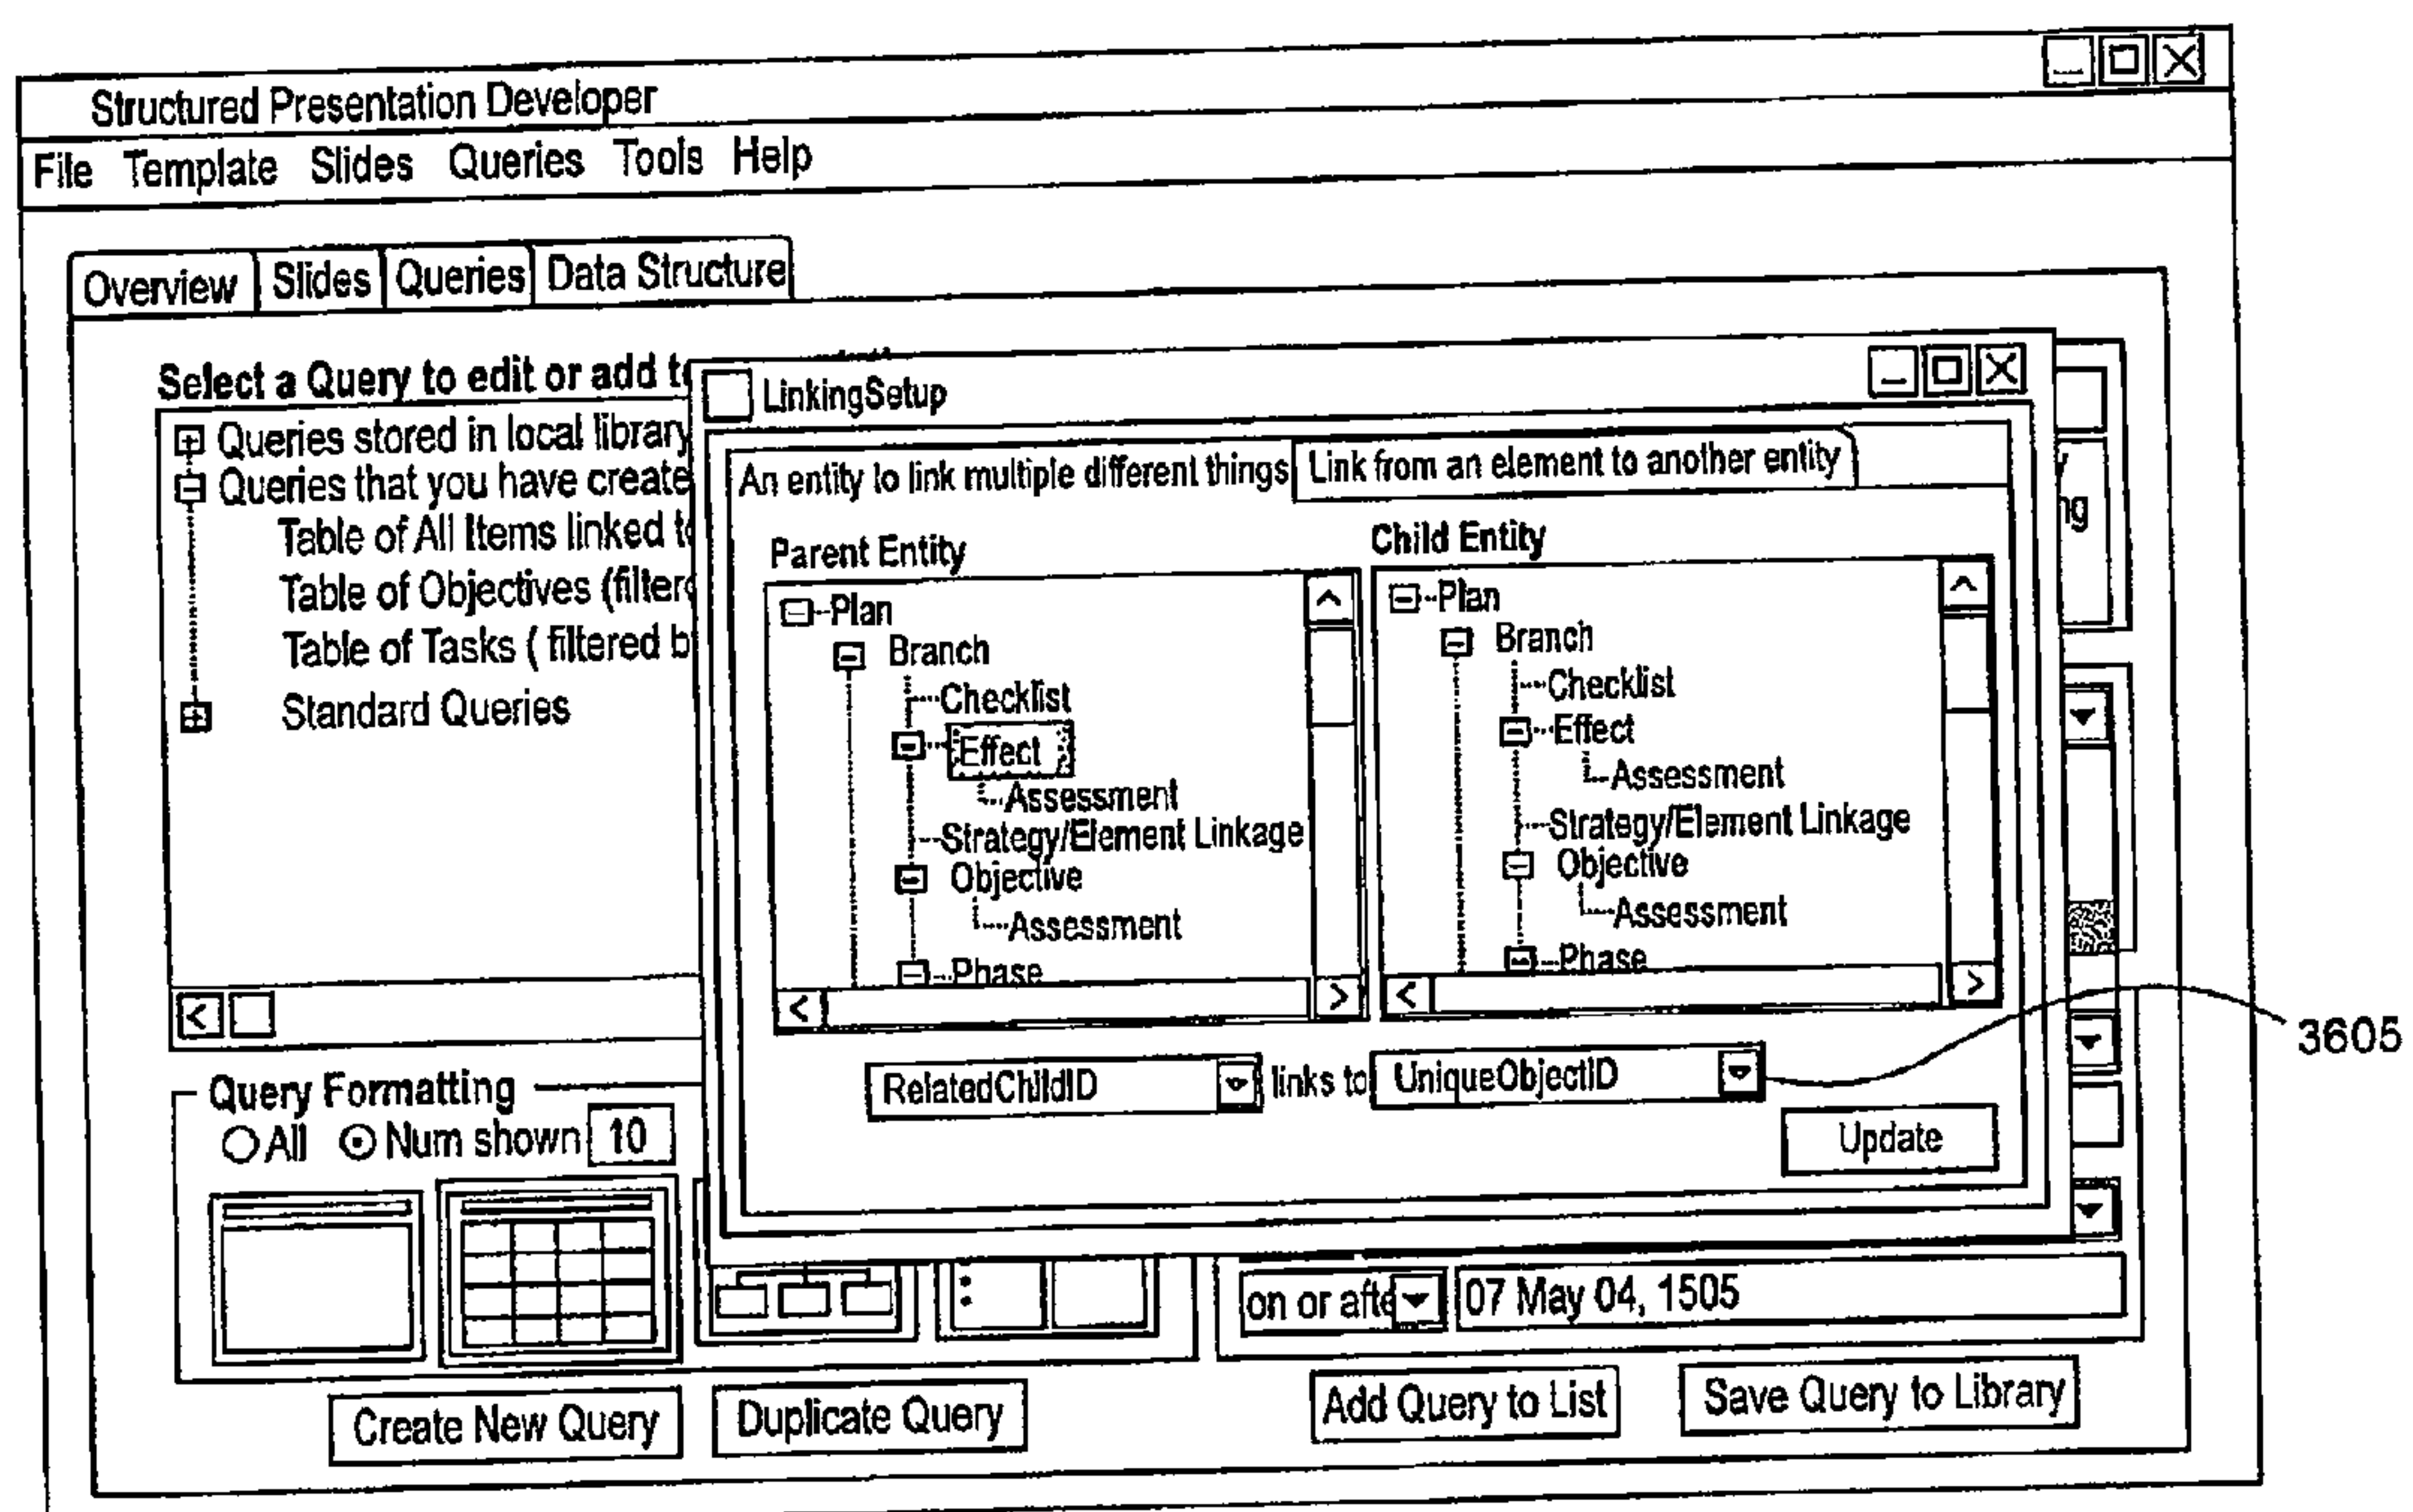 Structured Presentation Developer
File Template Slides Queries Tools Help
Overview Slides Queries Data Structure
Select a Query to edit or add
Queries stored in local library
Queries that you have create
Table of All Items linked
Table of Objectives
Table of Tasks ( filtered
Standard Queries
LinkingSetup
An entity to link multiple different things
Link from an element to another entity
Parent Entity
Plan
Branch
Checklist
Effect
Assessment
Strategy/Element Linkage
Objective
Assessment
Phase
Child Entity
Plan
Branch
Checklist
Effect
Assessment
Strategy/Element Linkage
Objective
Assessment
Phase
RelatedChildID links to UniqueObjectID
3605
Update
Query Formatting
All Num shown 10
on or afte 07 May 04, 1505
Create New Query Duplicate Query Add Query to List Save Query to Library